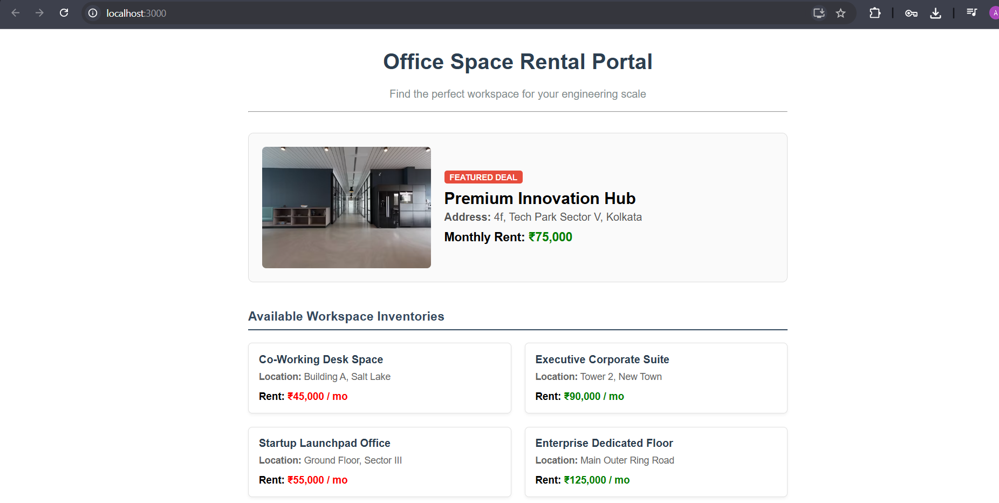 localhost:3000
A
Office Space Rental Portal
Find the perfect workspace for your engineering scale
FEATURED DEAL
Premium Innovation Hub
Address: 4f, Tech Park Sector V, Kolkata
Monthly Rent: ₹75,000
Available Workspace Inventories
Co-Working Desk Space
Location: Building A, Salt Lake
Rent: ₹45,000 / mo
Executive Corporate Suite
Location: Tower 2, New Town
Rent: ₹90,000 / mo
Startup Launchpad Office
Location: Ground Floor, Sector III
Rent: ₹55,000 / mo
Enterprise Dedicated Floor
Location: Main Outer Ring Road
Rent: ₹125,000 / mo